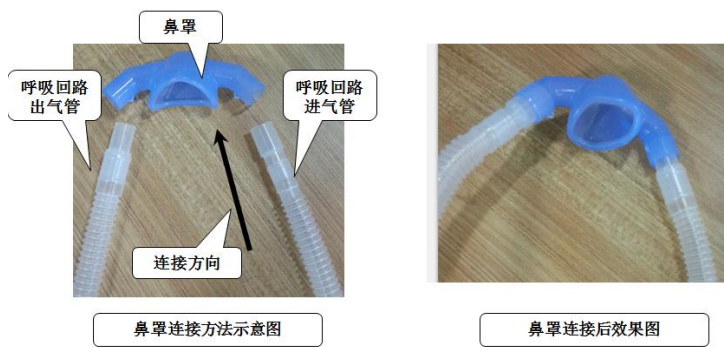 鼻罩
呼吸回路
出气管
呼吸回路
进气管
连接方向
鼻罩连接方法示意图
鼻罩连接后效果图